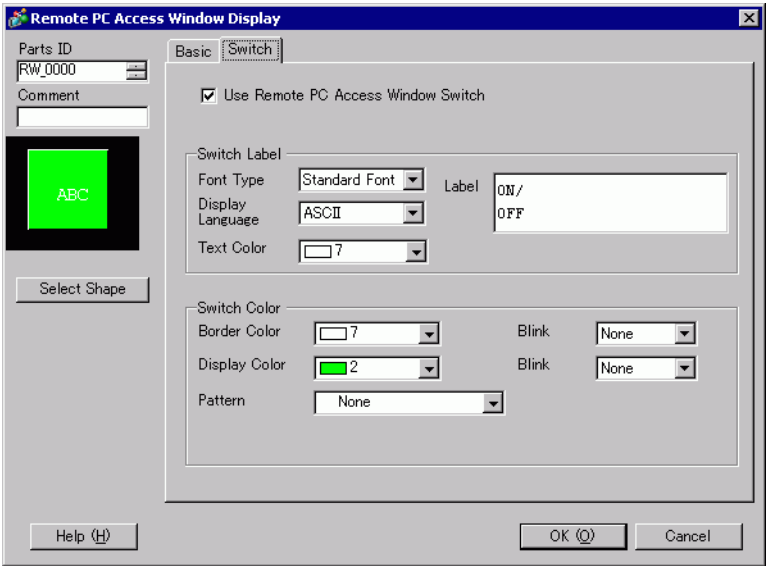 Remote PC Access Window Display
Parts ID
RW_0000
Comment
ABC
Select Shape
Basic
Switch
Use Remote PC Access Window Switch
Switch Label
Font Type
Standard Font
Label
ON/
OFF
Display
Language
ASCII
Text Color
7
Switch Color
Border Color
7
Blink
None
Display Color
2
Blink
None
Pattern
None
Help (H)
OK (O)
Cancel